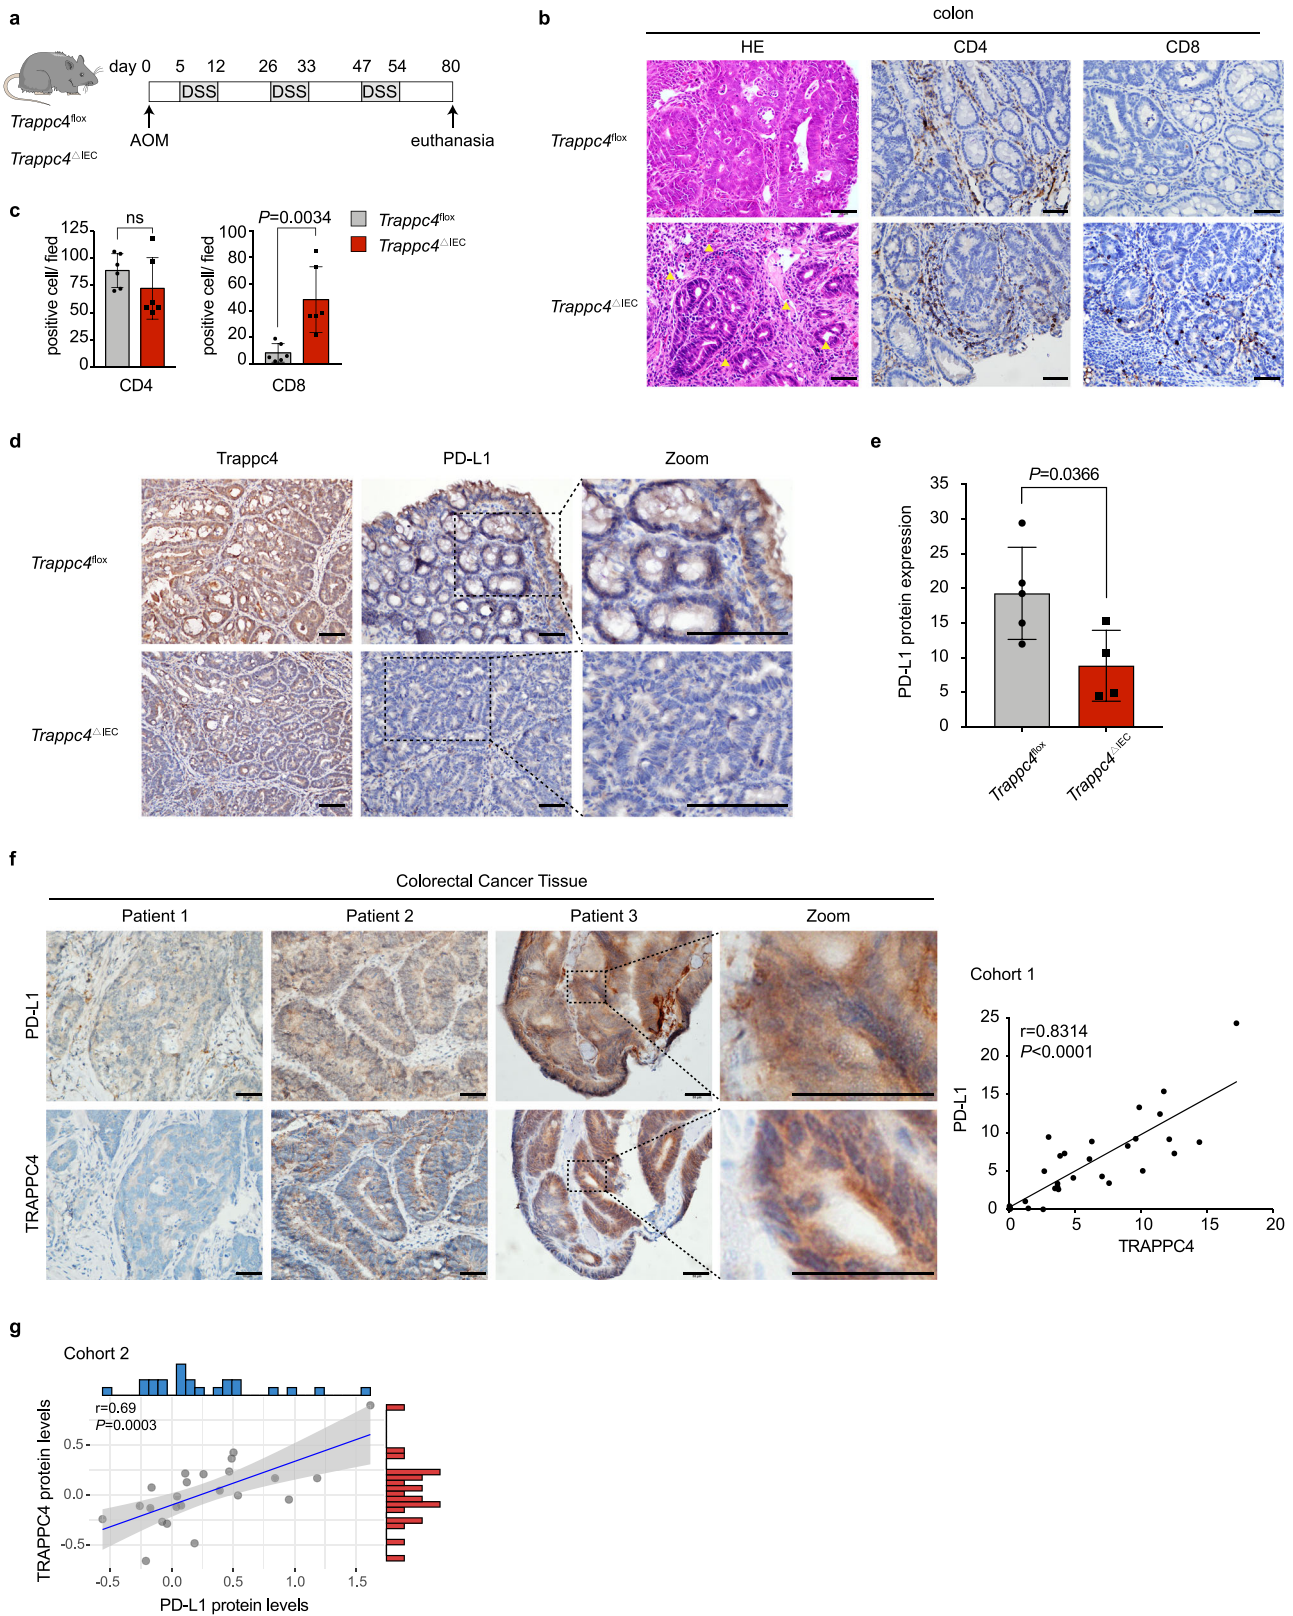 a
day 0 5 12 26 33 47 54 80
DSS DSS DSS
Trappc4flox
AOM euthanasia
Trappc4△IEC
b
colon
HE CD4 CD8
Trappc4flox
Trappc4△IEC
c
ns
P=0.0034
Trappc4flox
Trappc4△IEC
positive cell/ fied
125
100
75
50
25
0
CD4
positive cell/ fied
100
80
60
40
20
0
CD8
d
Trappc4 PD-L1 Zoom
Trappc4flox
Trappc4△IEC
e
P=0.0366
PD-L1 protein expression
35
30
25
20
15
10
5
0
Trappc4flox
Trappc4△IEC
f
Colorectal Cancer Tissue
Patient 1 Patient 2 Patient 3 Zoom
PD-L1
TRAPPC4
Cohort 1
r=0.8314
P<0.0001
PD-L1
25
20
15
10
5
0
0 5 10 15 20
TRAPPC4
g
Cohort 2
r=0.69
P=0.0003
TRAPPC4 protein levels
0.5
0.0
-0.5
-0.5 0.0 0.5 1.0 1.5
PD-L1 protein levels